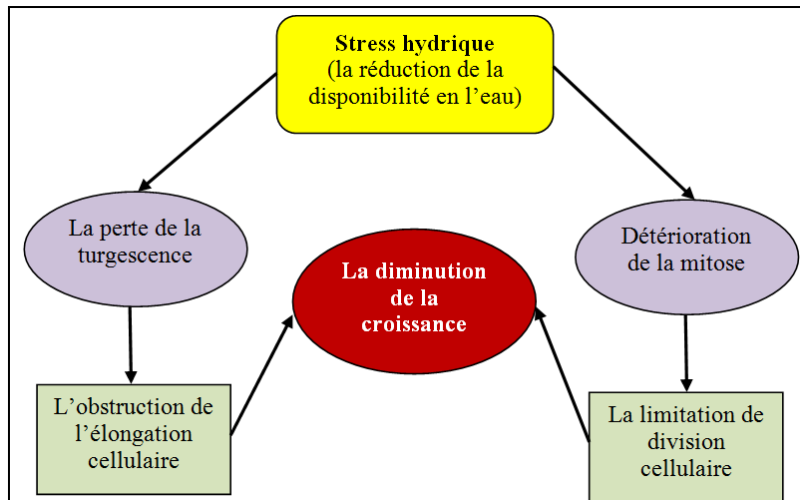 Stress hydrique
(la réduction de la
disponibilité en l’eau)
La perte de la
turgescence
Détérioration
de la mitose
La diminution
de la
croissance
L’obstruction de
l’élongation
cellulaire
La limitation de
division
cellulaire